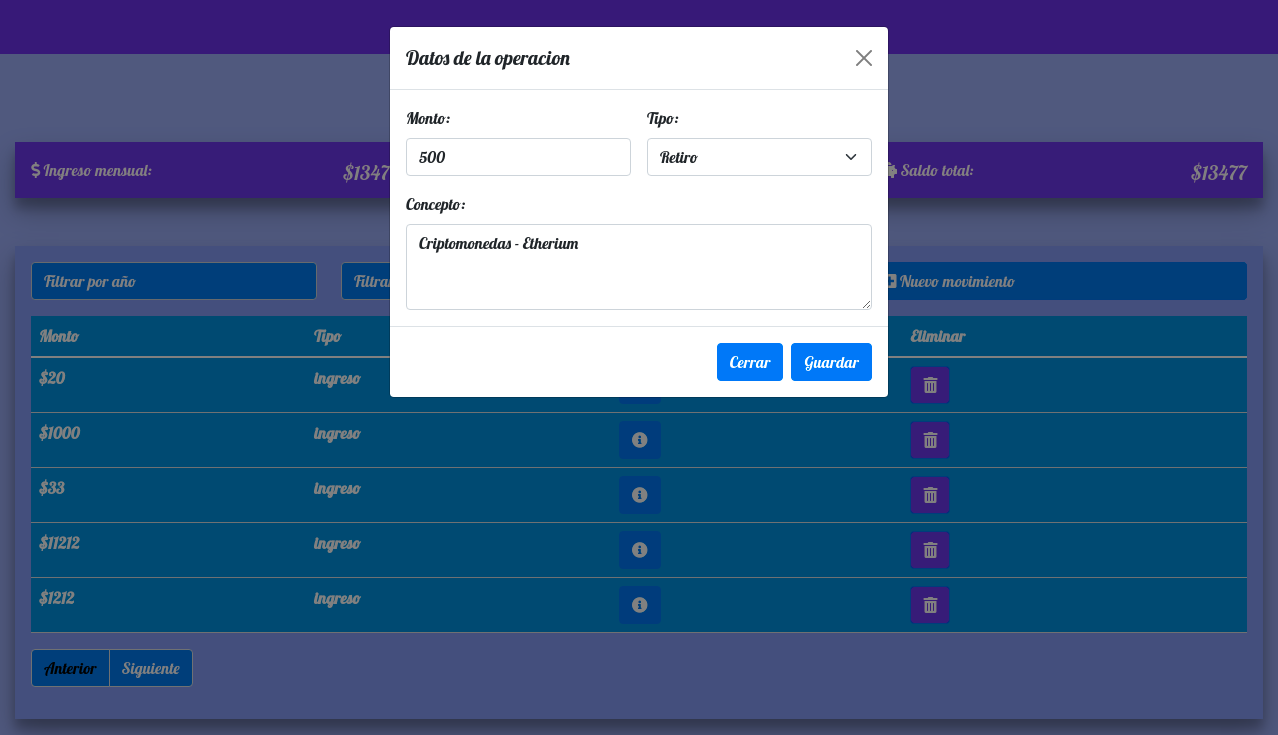 Datos de la operacion
Monto:
Tipo:
500
Retiro
Concepto:
Criptomonedas - Etherium
Cerrar
Guardar
$ Ingreso mensual:
$1347
Saldo total:
$13477
Filtrar por año
Filtra
Nuevo movimiento
Monto
Tipo
Eliminar
$20
ingreso
$1000
ingreso
$33
ingreso
$11212
ingreso
$1212
ingreso
Anterior
Siguiente